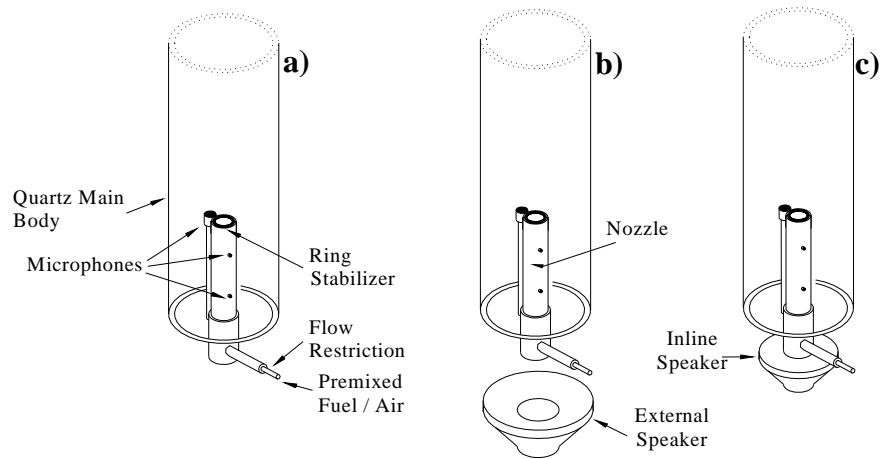 a)
b)
c)
Quartz Main
Body
Microphones
Ring
Stabilizer
Flow
Restriction
Premixed
Fuel / Air
Nozzle
External
Speaker
Inline
Speaker